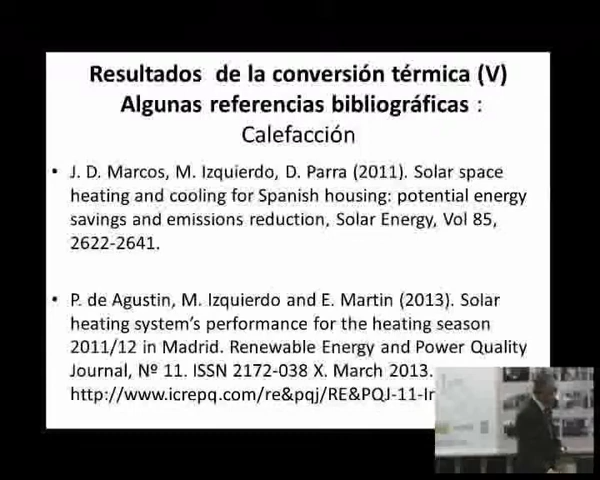 Resultados de la conversión térmica (V)
Algunas referencias bibliográficas :
Calefacción
• J. D. Marcos, M. Izquierdo, D. Parra (2011). Solar space
heating and cooling for Spanish housing: potential energy
savings and emissions reduction, Solar Energy, Vol 85,
2622-2641.
• P. de Agustin, M. Izquierdo and E. Martin (2013). Solar
heating system's performance for the heating season
2011/12 in Madrid. Renewable Energy and Power Quality
Journal, Nº 11. ISSN 2172-038 X. March 2013.
http://www.icrepq.com/re&pqj/RE&PQJ-11-In